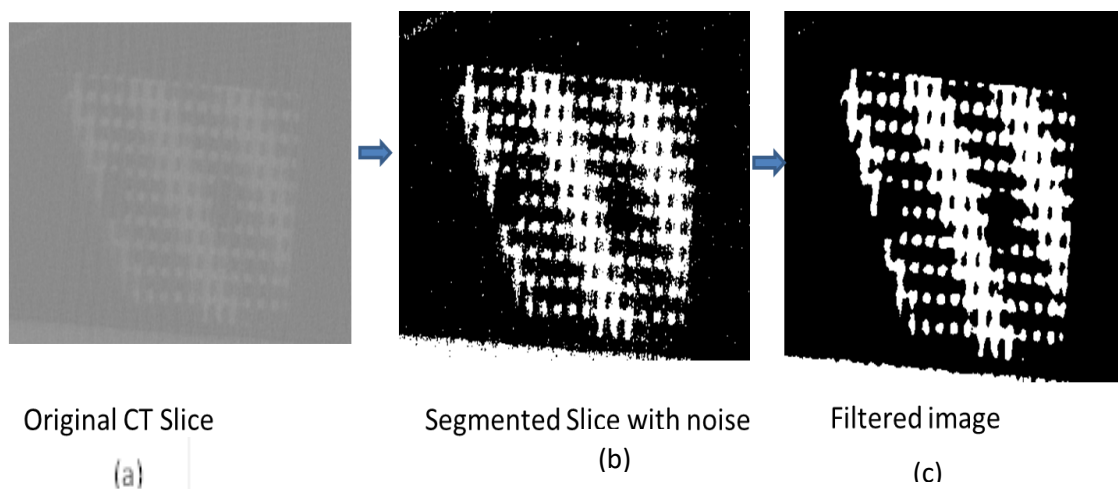 Original CT Slice
(a)
Segmented Slice with noise
(b)
Filtered image
(c)